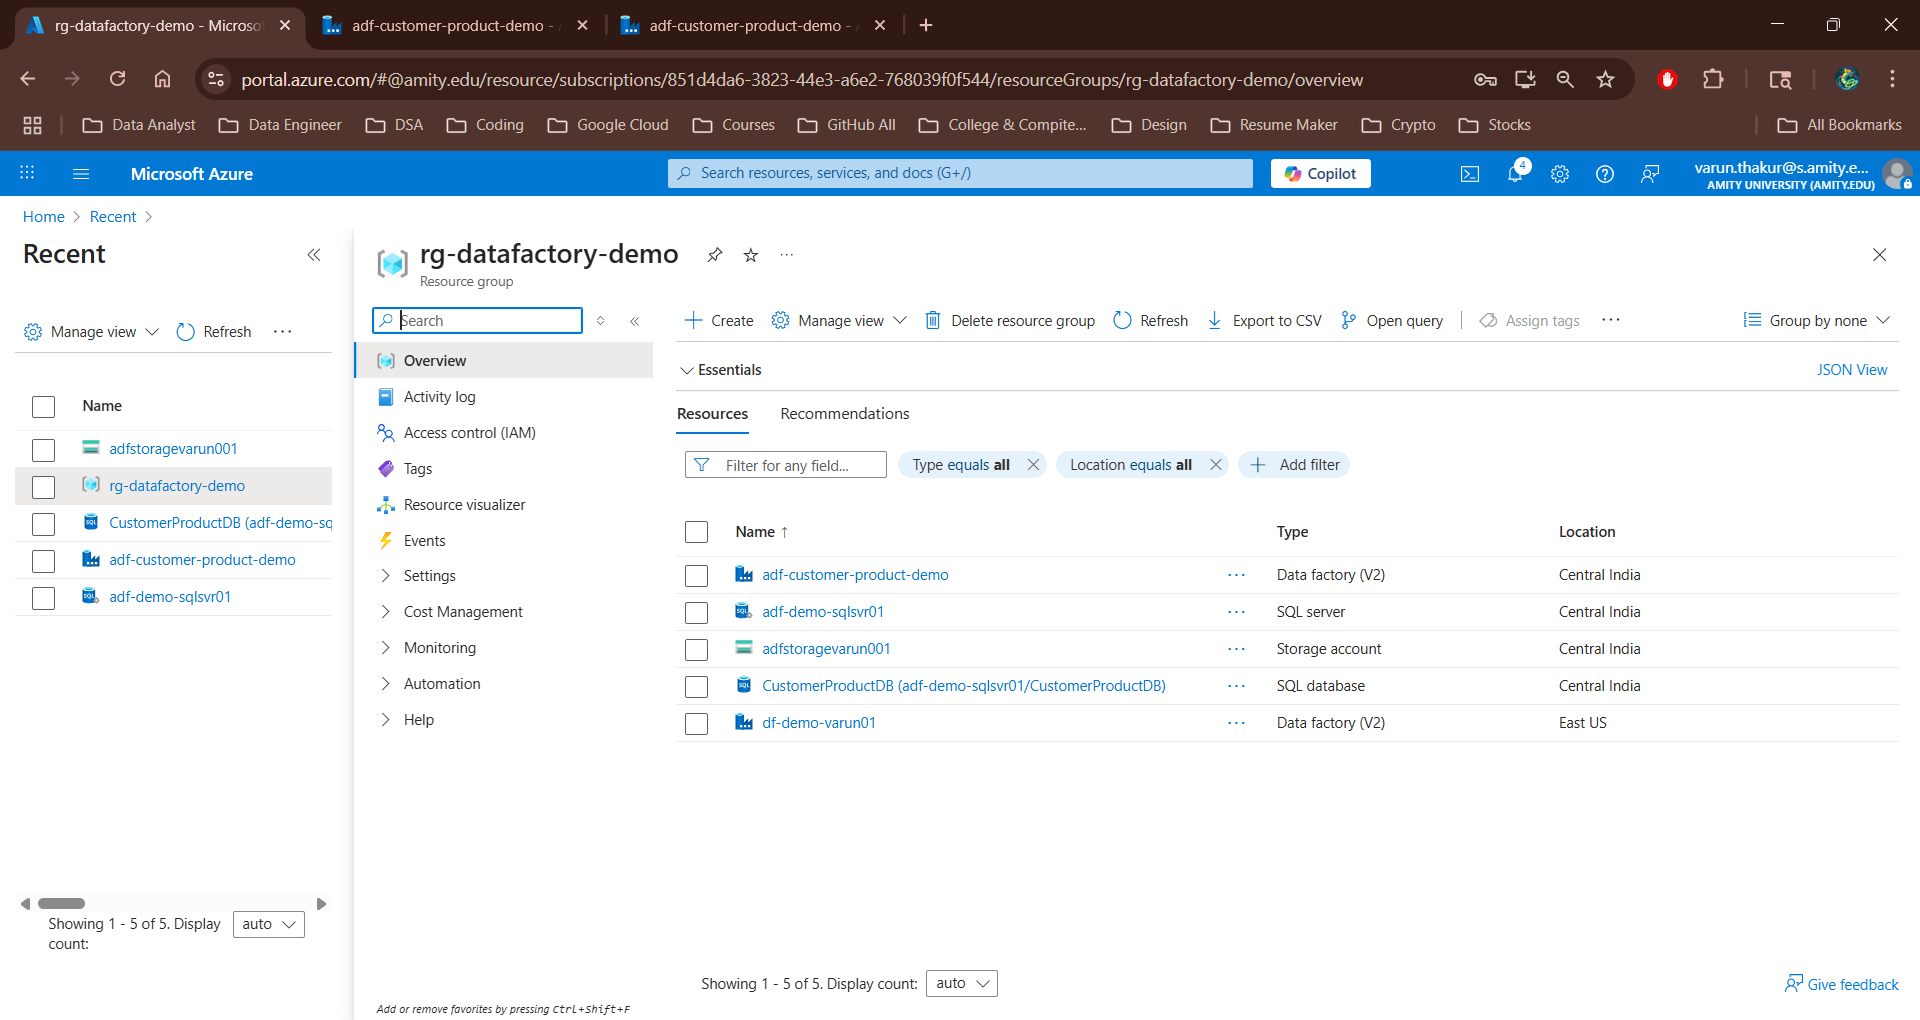 rg-datafactory-demo - Microso
adf-customer-product-demo -
adf-customer-product-demo -
portal.azure.com/#@amity.edu/resource/subscriptions/851d4da6-3823-44e3-a6e2-768039f0f544/resourceGroups/rg-datafactory-demo/overview
Data Analyst
Data Engineer
DSA
Coding
Google Cloud
Courses
GitHub All
College & Compite...
Design
Resume Maker
Crypto
Stocks
All Bookmarks
Microsoft Azure
Search resources, services, and docs (G+/)
Copilot
4
varun.thakur@s.amity.e...
AMITY UNIVERSITY (AMITY.EDU)
Home > Recent >
Recent
Manage view
Refresh
Name
adfstoragevarun001
rg-datafactory-demo
CustomerProductDB (adf-demo-sq
adf-customer-product-demo
adf-demo-sqlsvr01
Showing 1 - 5 of 5. Display count:
auto
rg-datafactory-demo
Resource group
Search
Overview
Activity log
Access control (IAM)
Tags
Resource visualizer
Events
Settings
Cost Management
Monitoring
Automation
Help
Add or remove favorites by pressing Ctrl+Shift+F
Create
Manage view
Delete resource group
Refresh
Export to CSV
Open query
Assign tags
Group by none
Essentials
JSON View
Resources
Recommendations
Filter for any field...
Type equals all
Location equals all
Add filter
Name ↑ Type Location
adf-customer-product-demo Data factory (V2) Central India
adf-demo-sqlsvr01 SQL server Central India
adfstoragevarun001 Storage account Central India
CustomerProductDB (adf-demo-sqlsvr01/CustomerProductDB) SQL database Central India
df-demo-varun01 Data factory (V2) East US
Showing 1 - 5 of 5. Display count:
auto
Give feedback